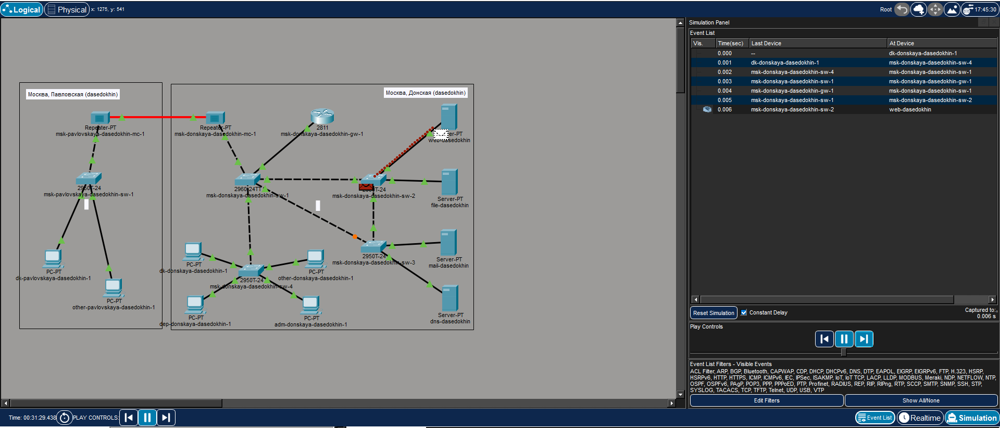 Logical
Physical
x: 1275, y: 541
Root
17:45:30
Москва, Павловская (dasedokhin)
Москва, Донская (dasedokhin)
Repeater-PT
msk-pavlovskaya-dasedokhin-mc-1
Repeater-PT
msk-donskaya-dasedokhin-mc-1
2811
msk-donskaya-dasedokhin-gw-1
web-dasedokhin
2950T-24
msk-pavlovskaya-dasedokhin-sw-1
2960-24TT
msk-donskaya-dasedokhin-sw-1
msk-donskaya-dasedokhin-sw-2
Server-PT
file-dasedokhin
2950T-24
msk-donskaya-dasedokhin-sw-3
Server-PT
mail-dasedokhin
PC-PT
dk-pavlovskaya-dasedokhin-1
PC-PT
other-pavlovskaya-dasedokhin-1
PC-PT
dk-donskaya-dasedokhin-1
PC-PT
other-donskaya-dasedokhin-1
2950T-24
msk-donskaya-dasedokhin-sw-4
PC-PT
dep-donskaya-dasedokhin-1
PC-PT
adm-donskaya-dasedokhin-1
Server-PT
dns-dasedokhin
Simulation Panel
Event List
Vis. Time(sec) Last Device At Device
0.000 -- dk-donskaya-dasedokhin-1
0.001 dk-donskaya-dasedokhin-1 msk-donskaya-dasedokhin-sw-4
0.002 msk-donskaya-dasedokhin-sw-4 msk-donskaya-dasedokhin-sw-1
0.003 msk-donskaya-dasedokhin-sw-1 msk-donskaya-dasedokhin-gw-1
0.004 msk-donskaya-dasedokhin-gw-1 msk-donskaya-dasedokhin-sw-1
0.005 msk-donskaya-dasedokhin-sw-1 msk-donskaya-dasedokhin-sw-2
0.006 msk-donskaya-dasedokhin-sw-2 web-dasedokhin
Reset Simulation
Constant Delay
Captured to:*
0.006 s
Play Controls
Event List Filters - Visible Events
ACL Filter, ARP, BGP, Bluetooth, CAPWAP, CDP, DHCP, DHCPv6, DNS, DTP, EAPOL, EIGRP, EIGRPv6, FTP, H.323, HSRP,
HSRPv6, HTTP, HTTPS, ICMP, ICMPv6, IEC, IPSec, ISAKMP, IoT, IoT TCP, LACP, LLDP, MODBUS, Meraki, NDP, NETFLOW, NTP,
OSPF, OSPFv6, PAgP, POP3, PPP, PPPoED, PTP, Profinet, RADIUS, REP, RIP, RIPng, RTP, SCCP, SMTP, SNMP, SSH, STP,
SYSLOG, TACACS, TCP, TFTP, Telnet, UDP, USB, VTP
Edit Filters
Show All/None
Time: 00:31:29.438
PLAY CONTROLS:
Event List
Realtime
Simulation